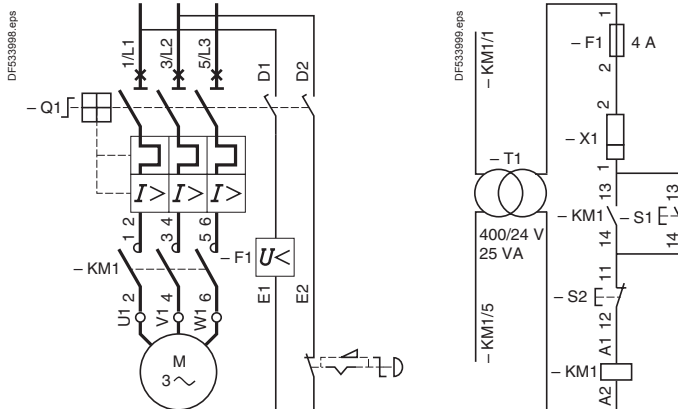 DF533998.eps
1/L1
3/L2
5/L3
D1
D2
– Q1
I> I> I>
2
4
6
1
3
5
– KM1
– F1
U<
E1
E2
2
4
6
U1
V1
W1
M
3
DF533999.eps
– KM1/1
– T1
400/24 V
25 VA
– KM1/5
1
– F1
4 A
2
2
– X1
1
13
13
– KM1
– S1
14
14
11
– S2
12
A1
– KM1
A2